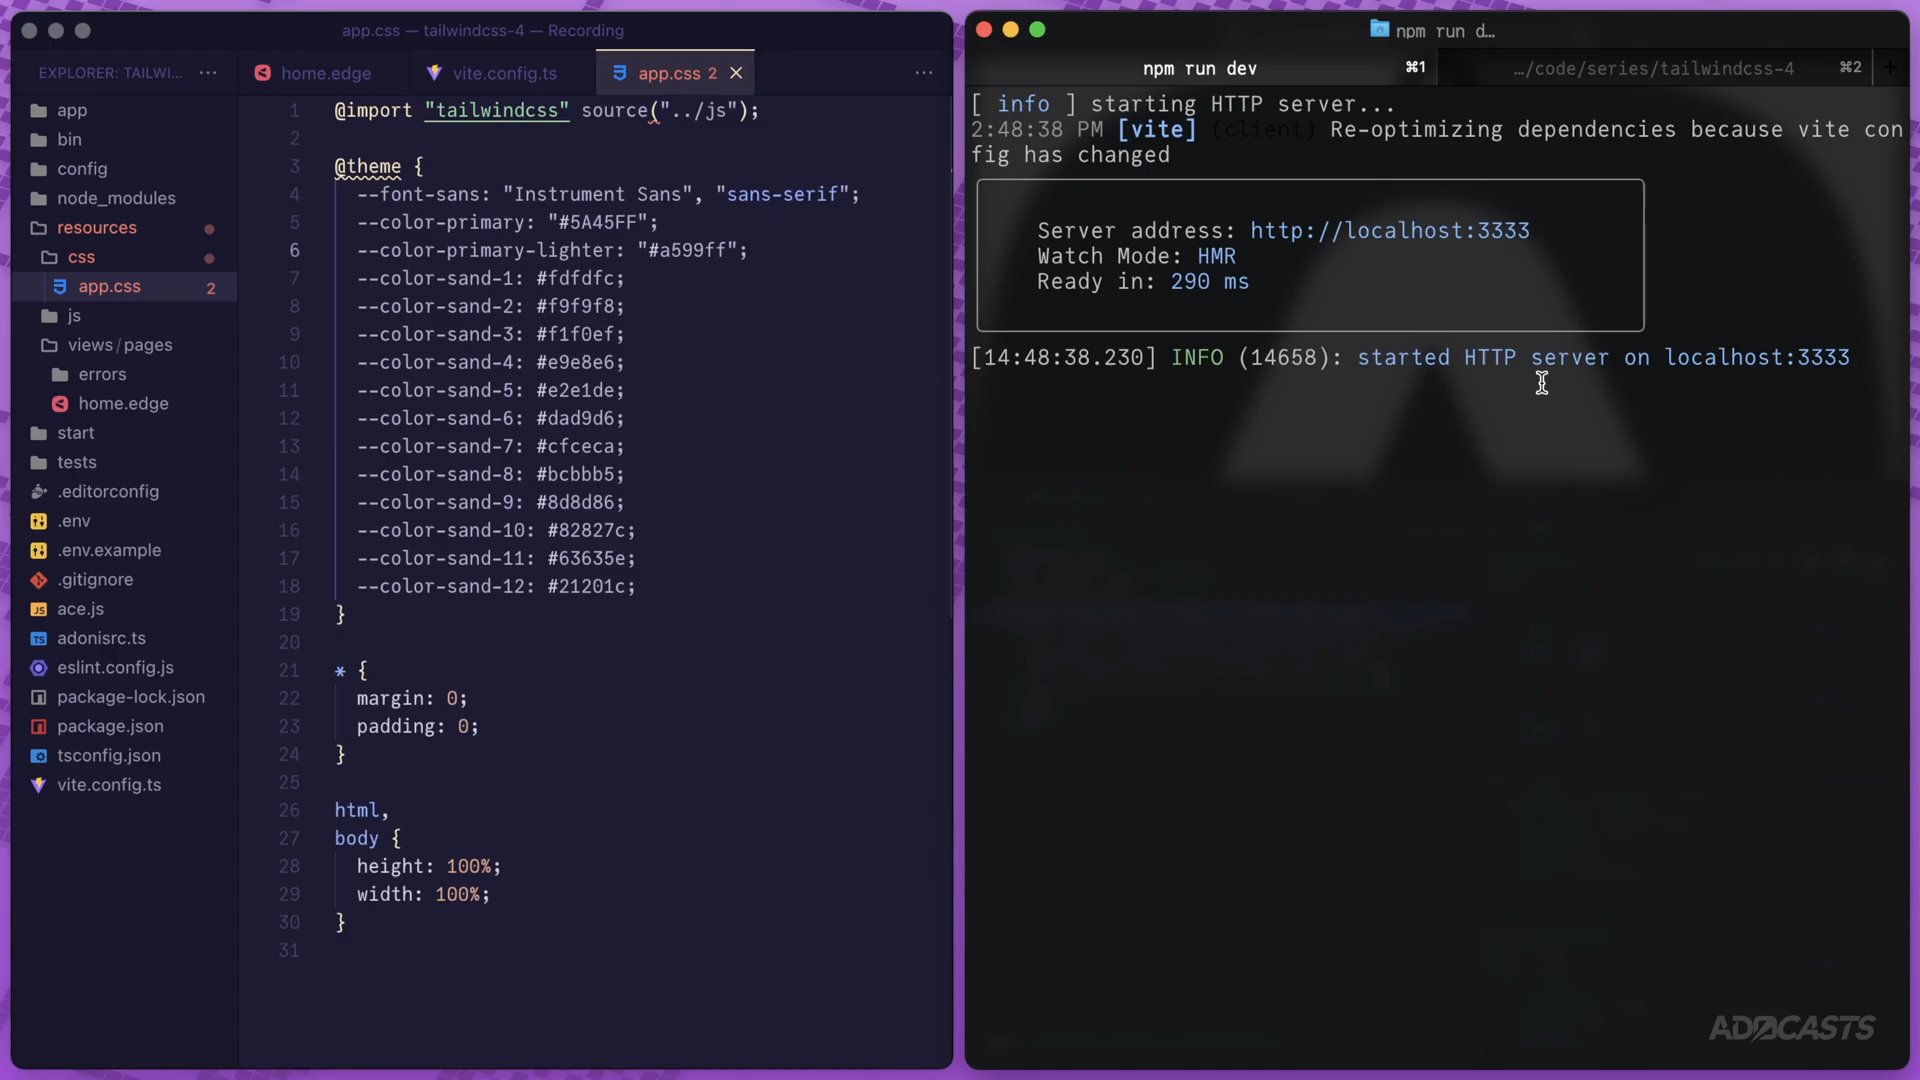 app.css — tailwindcss-4 — Recording
EXPLORER: TAILWI... ···
app
bin
config
node_modules
resources
css
app.css 2
js
views/pages
errors
home.edge
start
tests
.editorconfig
.env
.env.example
.gitignore
ace.js
adonisrc.ts
eslint.config.js
package-lock.json
package.json
tsconfig.json
vite.config.ts
home.edge vite.config.ts app.css 2 ···
1 @import "tailwindcss" source("../js");
2
3 @theme {
4 --font-sans: "Instrument Sans", "sans-serif";
5 --color-primary: "#5A45FF";
6 --color-primary-lighter: "#a599ff";
7 --color-sand-1: #fdfdfc;
8 --color-sand-2: #f9f9f8;
9 --color-sand-3: #f1f0ef;
10 --color-sand-4: #e9e8e6;
11 --color-sand-5: #e2e1de;
12 --color-sand-6: #dad9d6;
13 --color-sand-7: #cfceca;
14 --color-sand-8: #bcbbb5;
15 --color-sand-9: #8d8d86;
16 --color-sand-10: #82827c;
17 --color-sand-11: #63635e;
18 --color-sand-12: #21201c;
19 }
20
21 * {
22 margin: 0;
23 padding: 0;
24 }
25
26 html,
27 body {
28 height: 100%;
29 width: 100%;
30 }
31
npm run d…
npm run dev ⌘1 …/code/series/tailwindcss-4 ⌘2 +
[ info ] starting HTTP server...
2:48:38 PM [vite] (client) Re-optimizing dependencies because vite con
fig has changed
Server address: http://localhost:3333
Watch Mode: HMR
Ready in: 290 ms
[14:48:38.230] INFO (14658): started HTTP server on localhost:3333
ADOCASTS